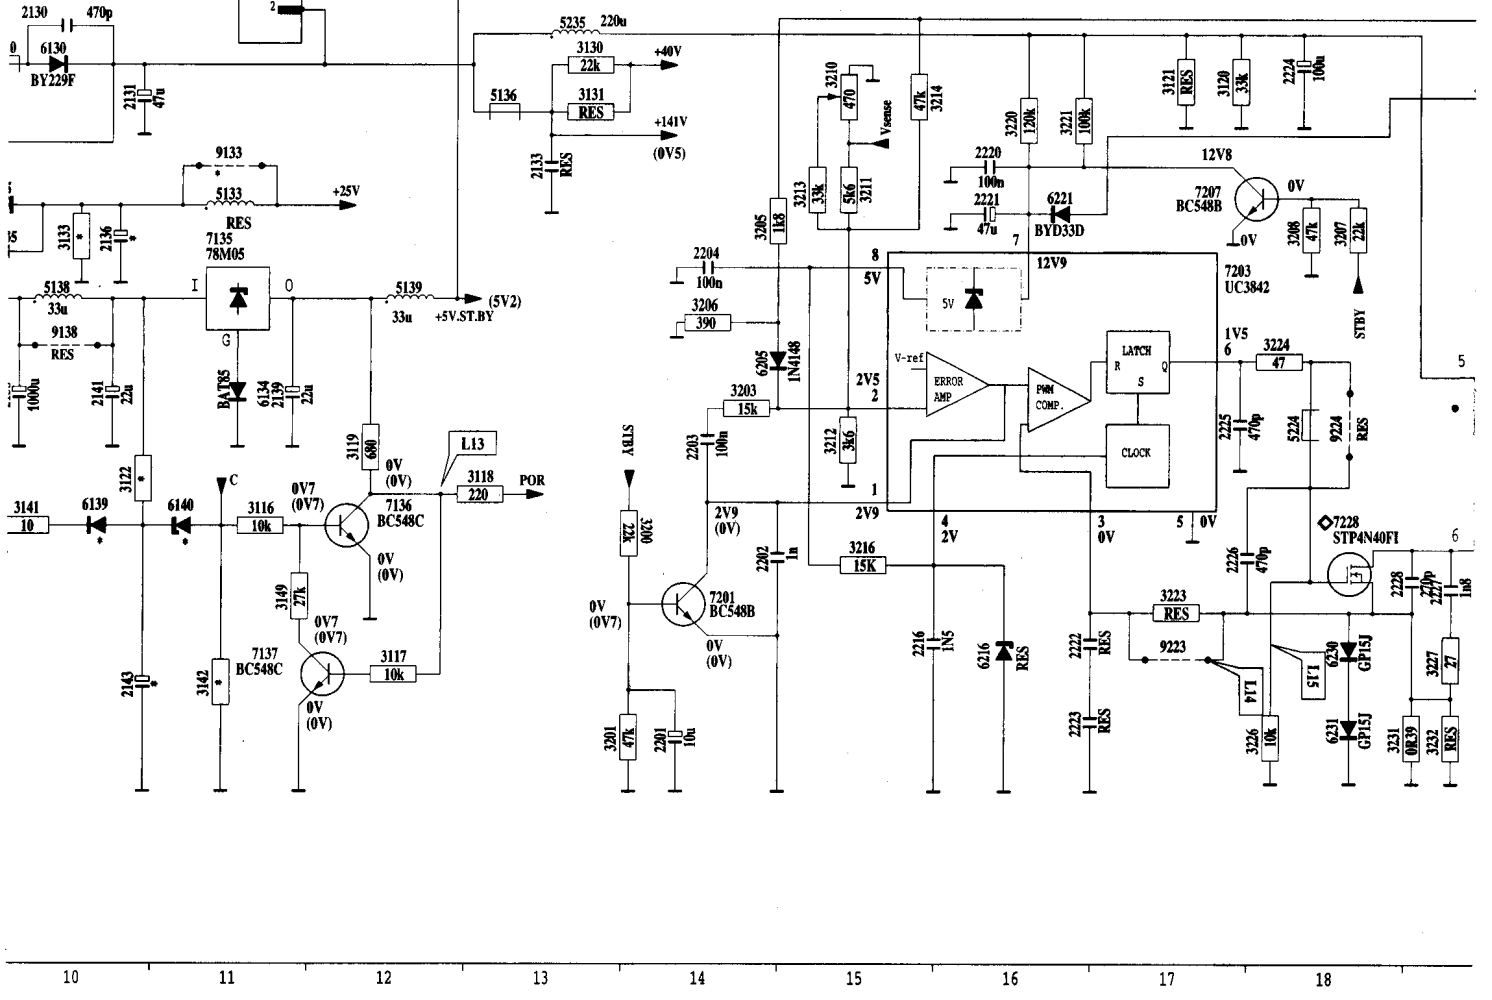 2130 470p
6130
BY229F
2131
47u
2
5235 220u
3130
22k
+40V
5136
3131
RES
+141V
(0V5)
2133
RES
9133
*
5133
RES
+25V
3133
*
2136
*
7135
78M05
I
O
G
5138
33u
9138
RES
1000u
2141
22u
BAT85
6134
2139
22u
5139
33u
+5V.ST.BY
(5V2)
3119
680
L13
3118
220
POR
3122
*
C
3141
10
6139
*
6140
*
3116
10k
0V7
(0V7)
0V
(0V)
7136
BC548C
0V
(0V)
3149
27k
0V7
(0V7)
7137
BC548C
3117
10k
0V
(0V)
2143
*
3142
*
3210
470
Vsense
47k
3214
3213
33k
5k6
3211
3205
1k8
2204
100n
3206
390
6205
1N4148
3203
15k
2203
100n
3212
3k6
STBY
22k
3200
2V9
(0V)
2202
1n
7201
BC548B
0V
(0V7)
0V
(0V)
3201
47k
2201
10u
3216
15K
2216
1N5
6216
RES
3220
120k
3221
100k
2220
100n
2221
47u
6221
BYD33D
7
12V9
8
5V
5V
V-ref
ERROR
AMP
PWM
COMP.
LATCH
R
Q
S
CLOCK
2V5
2
1
2V9
4
2V
3
0V
5
0V
7203
UC3842
1V5
6
3121
RES
3120
33k
2224
100u
12V8
7207
BC548B
0V
0V
3208
47k
3207
22k
STBY
3224
47
2225
470p
5224
9224
RES
5
7228
STP4N40FI
6
2226
470p
2228
270p
2227
1n8
3223
RES
9223
2222
RES
2223
RES
L14
L15
3226
10k
6230
GP15J
6231
GP15J
3227
27
3231
0R39
3232
RES
10 11 12 13 14 15 16 17 18